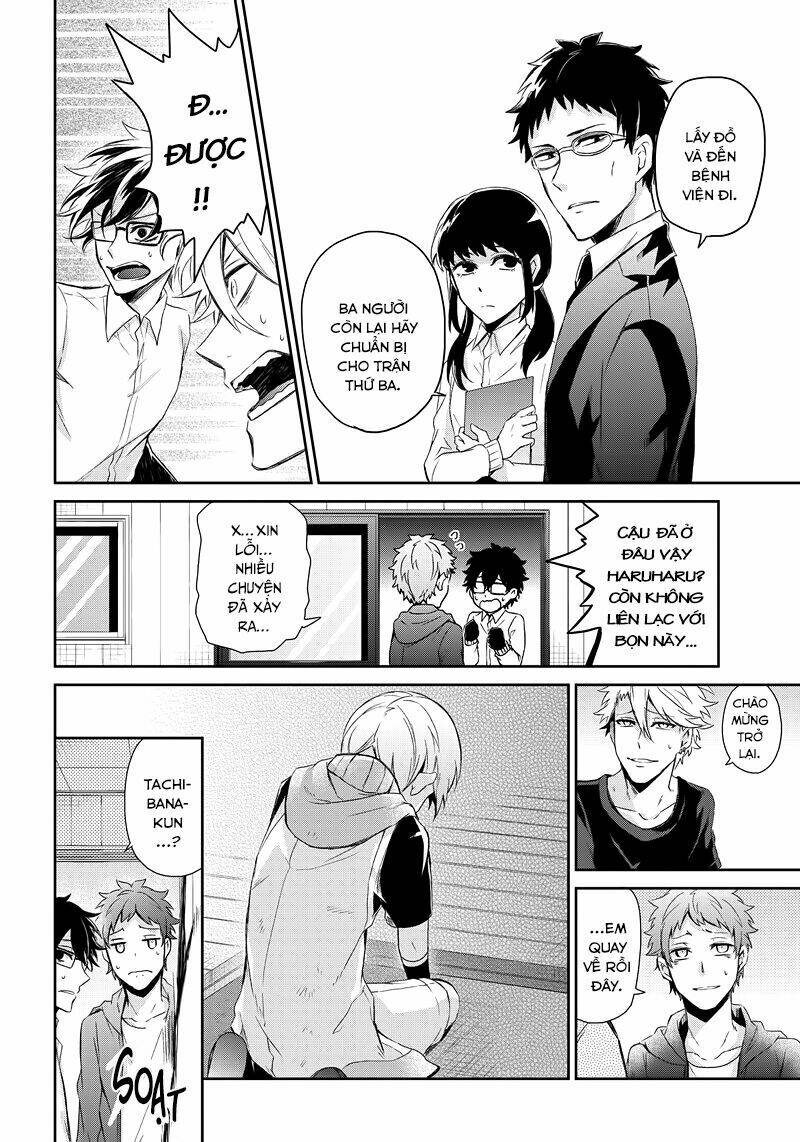 LẤY ĐỒ
VÀ ĐẾN
BỆNH
VIỆN ĐI.
BA NGƯỜI
CÒN LẠI HÃY
CHUẨN BỊ
CHO TRẬN
THỨ BA.
Đ...
ĐƯỢC
!!
CẬU ĐÃ Ở
ĐÂU VẬY
HARUHARU?
CÕN KHÔNG
LIÊN LẠC VỚI
BỌN NÀY...
X...XIN
LỖI...
NHIỀU
CHUYỆN
ĐÃ XẢY
RA...
CHÀO
MỪNG
TRỞ
LẠI.
...EM
QUAY
VỀ RỒI
ĐÂY.
TACHI-
BANA-
KUN
...?
SOẠT